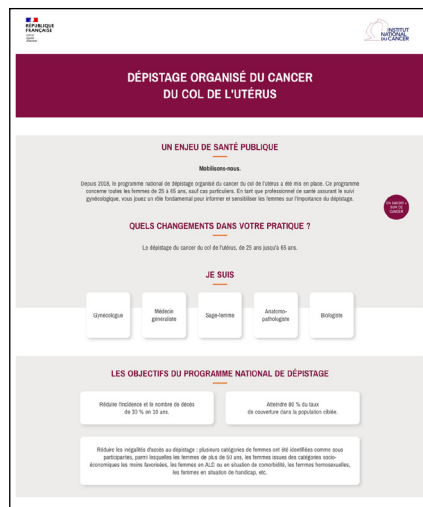 RÉPUBLIQUE
FRANÇAISE
INSTITUT
NATIONAL
DU CANCER
DÉPISTAGE ORGANISÉ DU CANCER
DU COL DE L'UTÉRUS
UN ENJEU DE SANTÉ PUBLIQUE
Mobilisons-nous.
Depuis 2018, le programme national de dépistage organisé du cancer du col de l'utérus a été mis en place. Ce programme
concerne toutes les femmes de 25 à 65 ans, sauf cas particuliers. En tant que professionnel de santé assurant le suivi
gynécologique, vous jouez un rôle fondamental pour informer et sensibiliser les femmes sur l'importance du dépistage.
QUELS CHANGEMENTS DANS VOTRE PRATIQUE ?
Le dépistage du cancer du col de l'utérus, de 25 ans jusqu'à 65 ans.
JE SUIS
Gynécologue
Médecin
généraliste
Sage-femme
Anatomo-
pathologiste
Biologiste
LES OBJECTIFS DU PROGRAMME NATIONAL DE DÉPISTAGE
Réduire l'incidence et le nombre de décès
de 30 % en 10 ans.
Atteindre 80 % du taux
de couverture dans la population ciblée.
Réduire les inégalités d'accès au dépistage : plusieurs catégories de femmes ont été identifiées comme sous
participantes, parmi lesquelles les femmes de plus de 50 ans, les femmes issues des catégories socio-
économiques les moins favorisées, les femmes en ALD ou en situation de comorbidité, les femmes homosexuelles,
les femmes en situation de handicap, etc.